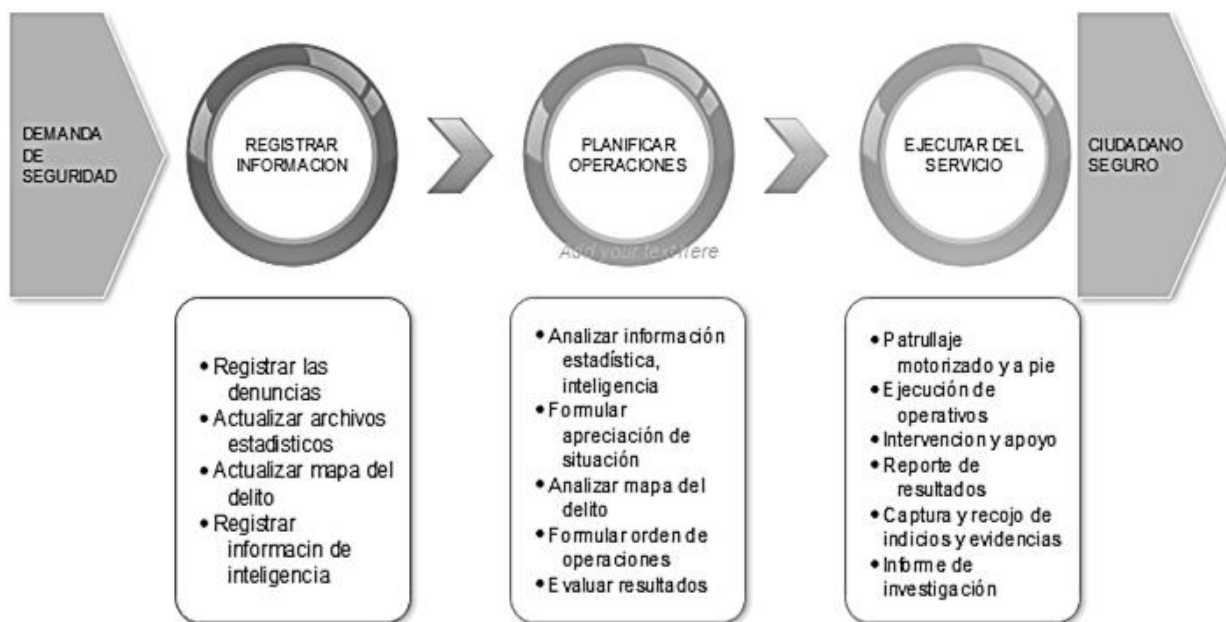 DEMANDA
DE
SEGURIDAD
REGISTRAR
INFORMACION
PLANIFICAR
OPERACIONES
Add your text here
EJECUTAR DEL
SERVICIO
CIUDADANO
SEGURO
• Registrar las
denuncias
• Actualizar archivos
estadisticos
• Actualizar mapa del
delito
• Registrar
informacin de
inteligencia
• Analizar información
estadística,
inteligencia
• Formular
apreciación de
situación
• Analizar mapa del
delito
• Formular orden de
operaciones
• Evaluar resultados
• Patrullaje
motorizado y a pie
• Ejecución de
operativos
• Intervencion y apoyo
• Reporte de
resultados
• Captura y recojo de
indicios y evidencias
• Informe de
investigación